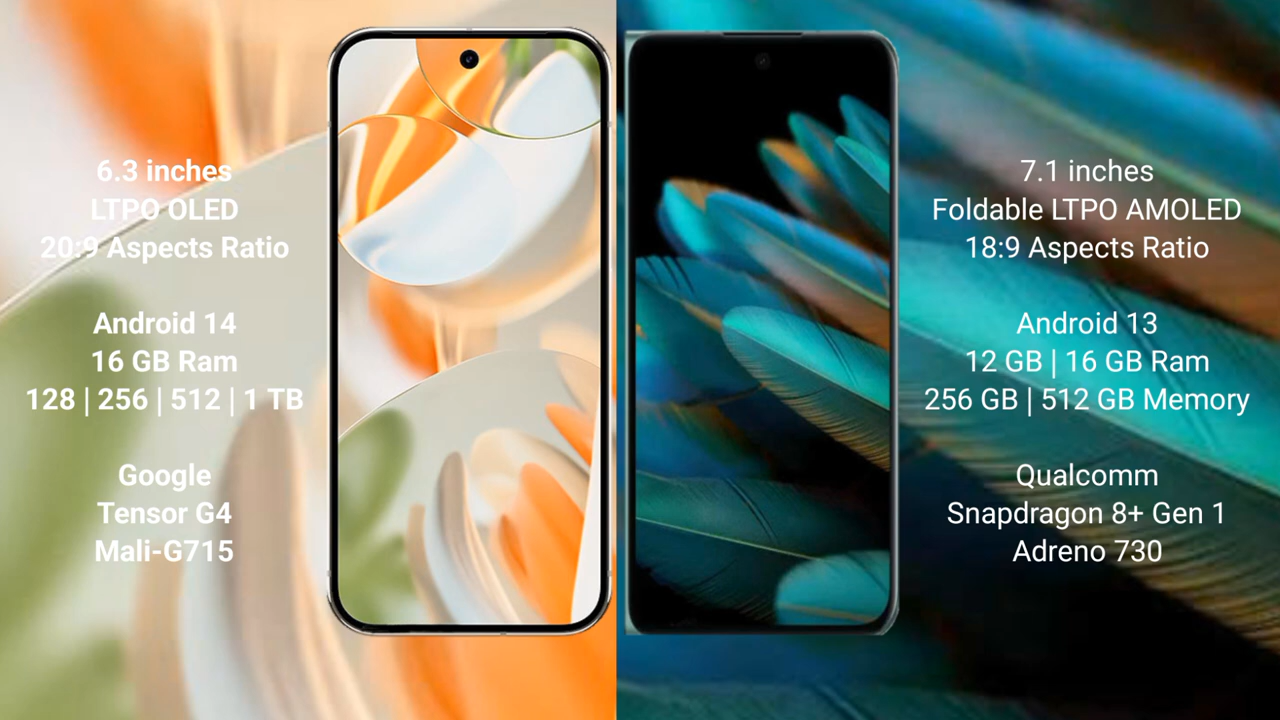 6.3 inches
LTPO OLED
20:9 Aspects Ratio
Android 14
16 GB Ram
128 | 256 | 512 | 1 TB
Google
Tensor G4
Mali-G715
7.1 inches
Foldable LTPO AMOLED
18:9 Aspects Ratio
Android 13
12 GB | 16 GB Ram
256 GB | 512 GB Memory
Qualcomm
Snapdragon 8+ Gen 1
Adreno 730